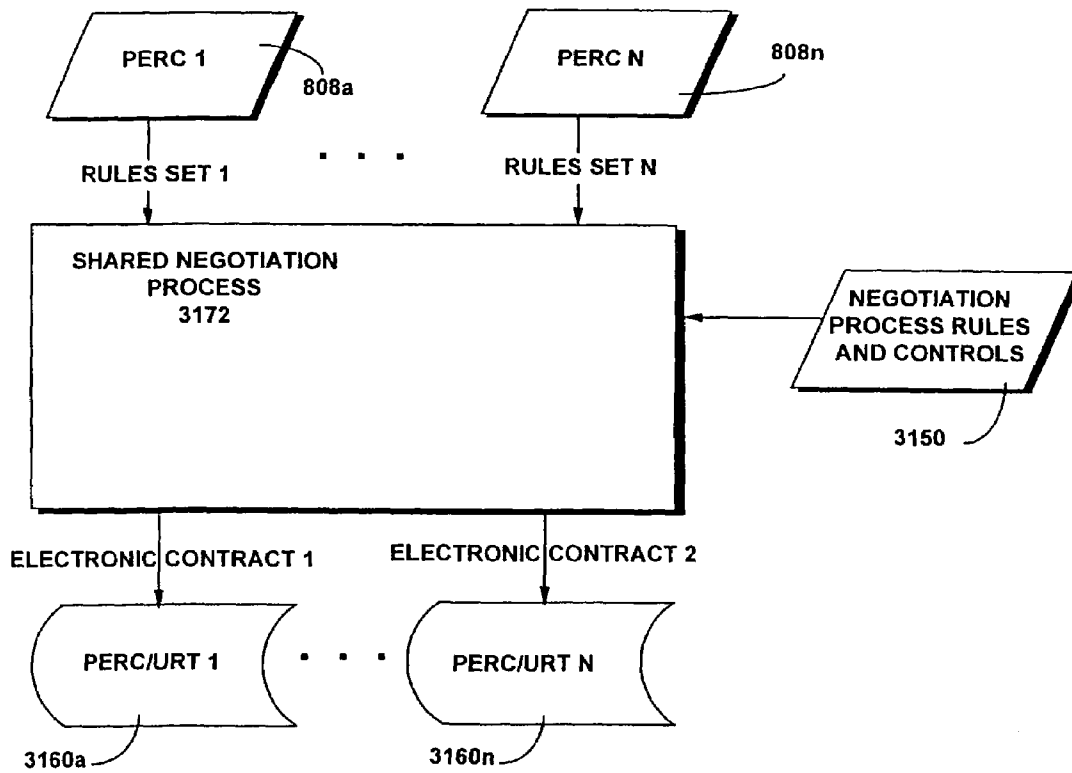 PERC 1
808a
PERC N
808n
RULES SET 1
. . .
RULES SET N
SHARED NEGOTIATION
PROCESS
3172
NEGOTIATION
PROCESS RULES
AND CONTROLS
3150
ELECTRONIC CONTRACT 1
ELECTRONIC CONTRACT 2
PERC/URT 1
. . .
PERC/URT N
3160a
3160n